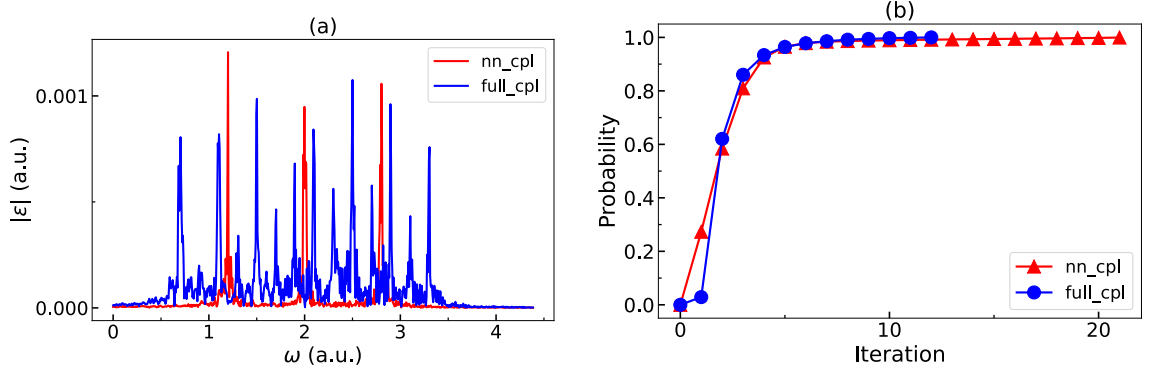 (a)
nn_cpl
full_cpl
0.001
0.000
|ε| (a.u.)
0 1 2 3 4
ω (a.u.)
(b)
1.0
0.8
0.6
0.4
0.2
0.0
Probability
nn_cpl
full_cpl
0 10 20
Iteration